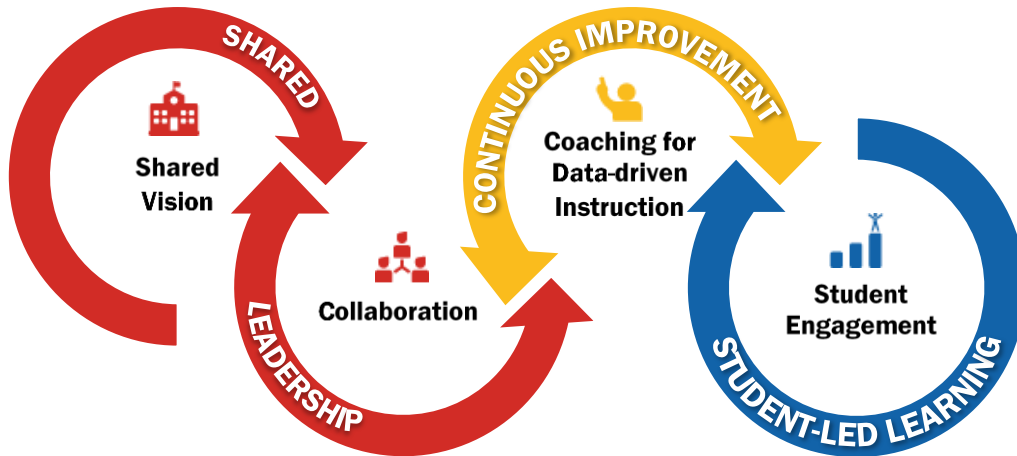 SHARED
Shared
Vision
LEADERSHIP
Collaboration
CONTINUOUS IMPROVEMENT
Coaching for
Data-driven
Instruction
Student
Engagement
STUDENT-LED LEARNING